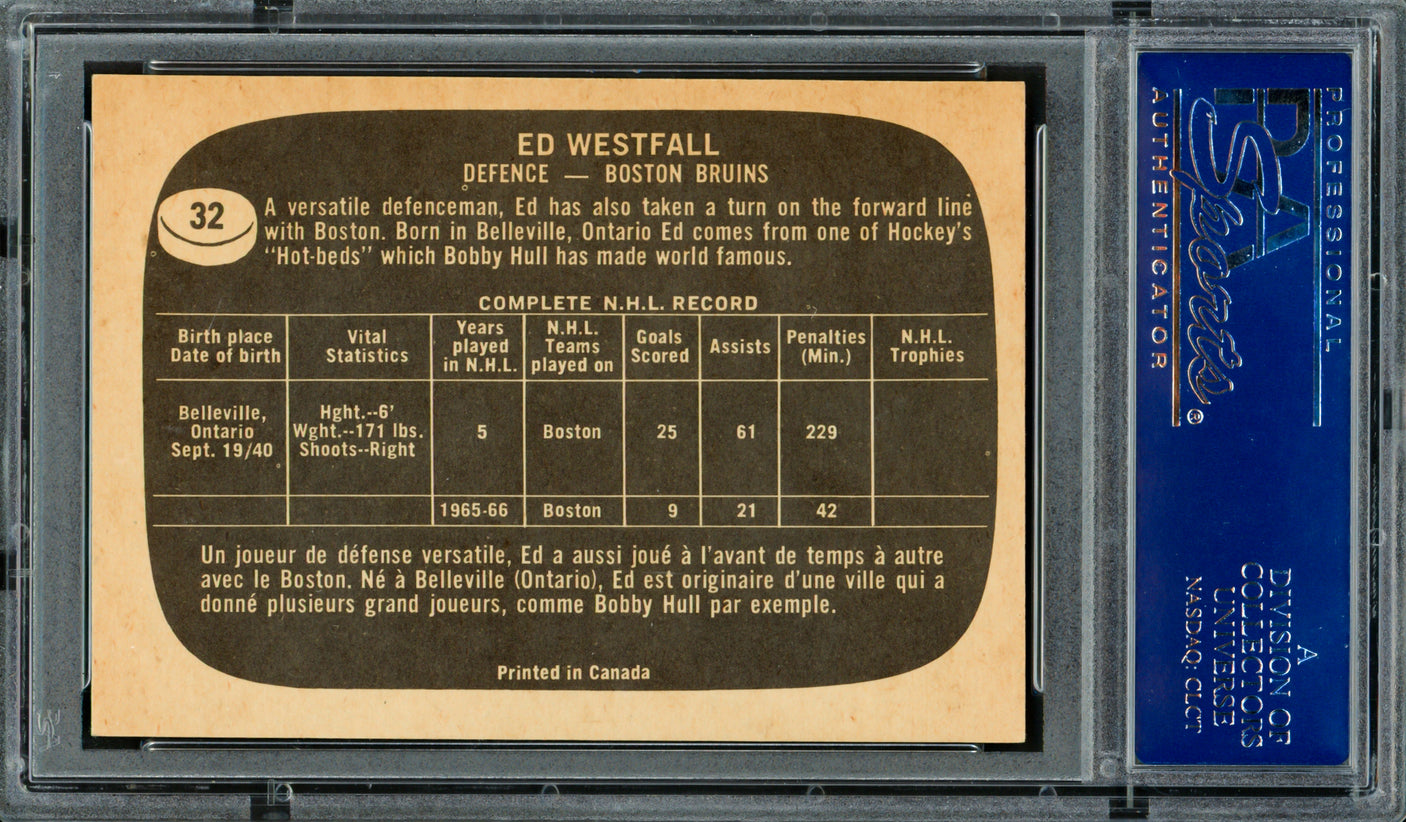 ED WESTFALL
DEFENCE — BOSTON BRUINS
32
A versatile defenceman, Ed has also taken a turn on the forward line
with Boston. Born in Belleville, Ontario Ed comes from one of Hockey's
"Hot-beds" which Bobby Hull has made world famous.
COMPLETE N.H.L. RECORD
Birth place
Date of birth
Vital
Statistics
Years
played
in N.H.L.
N.H.L.
Teams
played on
Goals
Scored
Assists
Penalties
(Min.)
N.H.L.
Trophies
Belleville,
Ontario
Sept. 19/40
Hght.--6'
Wght.--171 lbs.
Shoots--Right
5
Boston
25
61
229
1965-66
Boston
9
21
42
Un joueur de défense versatile, Ed a aussi joué à l'avant de temps à autre
avec le Boston. Né à Belleville (Ontario), Ed est originaire d'une ville qui a
donné plusieurs grand joueurs, comme Bobby Hull par exemple.
Printed in Canada
PROFESSIONAL
PSA
Sports®
AUTHENTICATOR
A
DIVISION OF
COLLECTORS
UNIVERSE
NASDAQ: CLCT